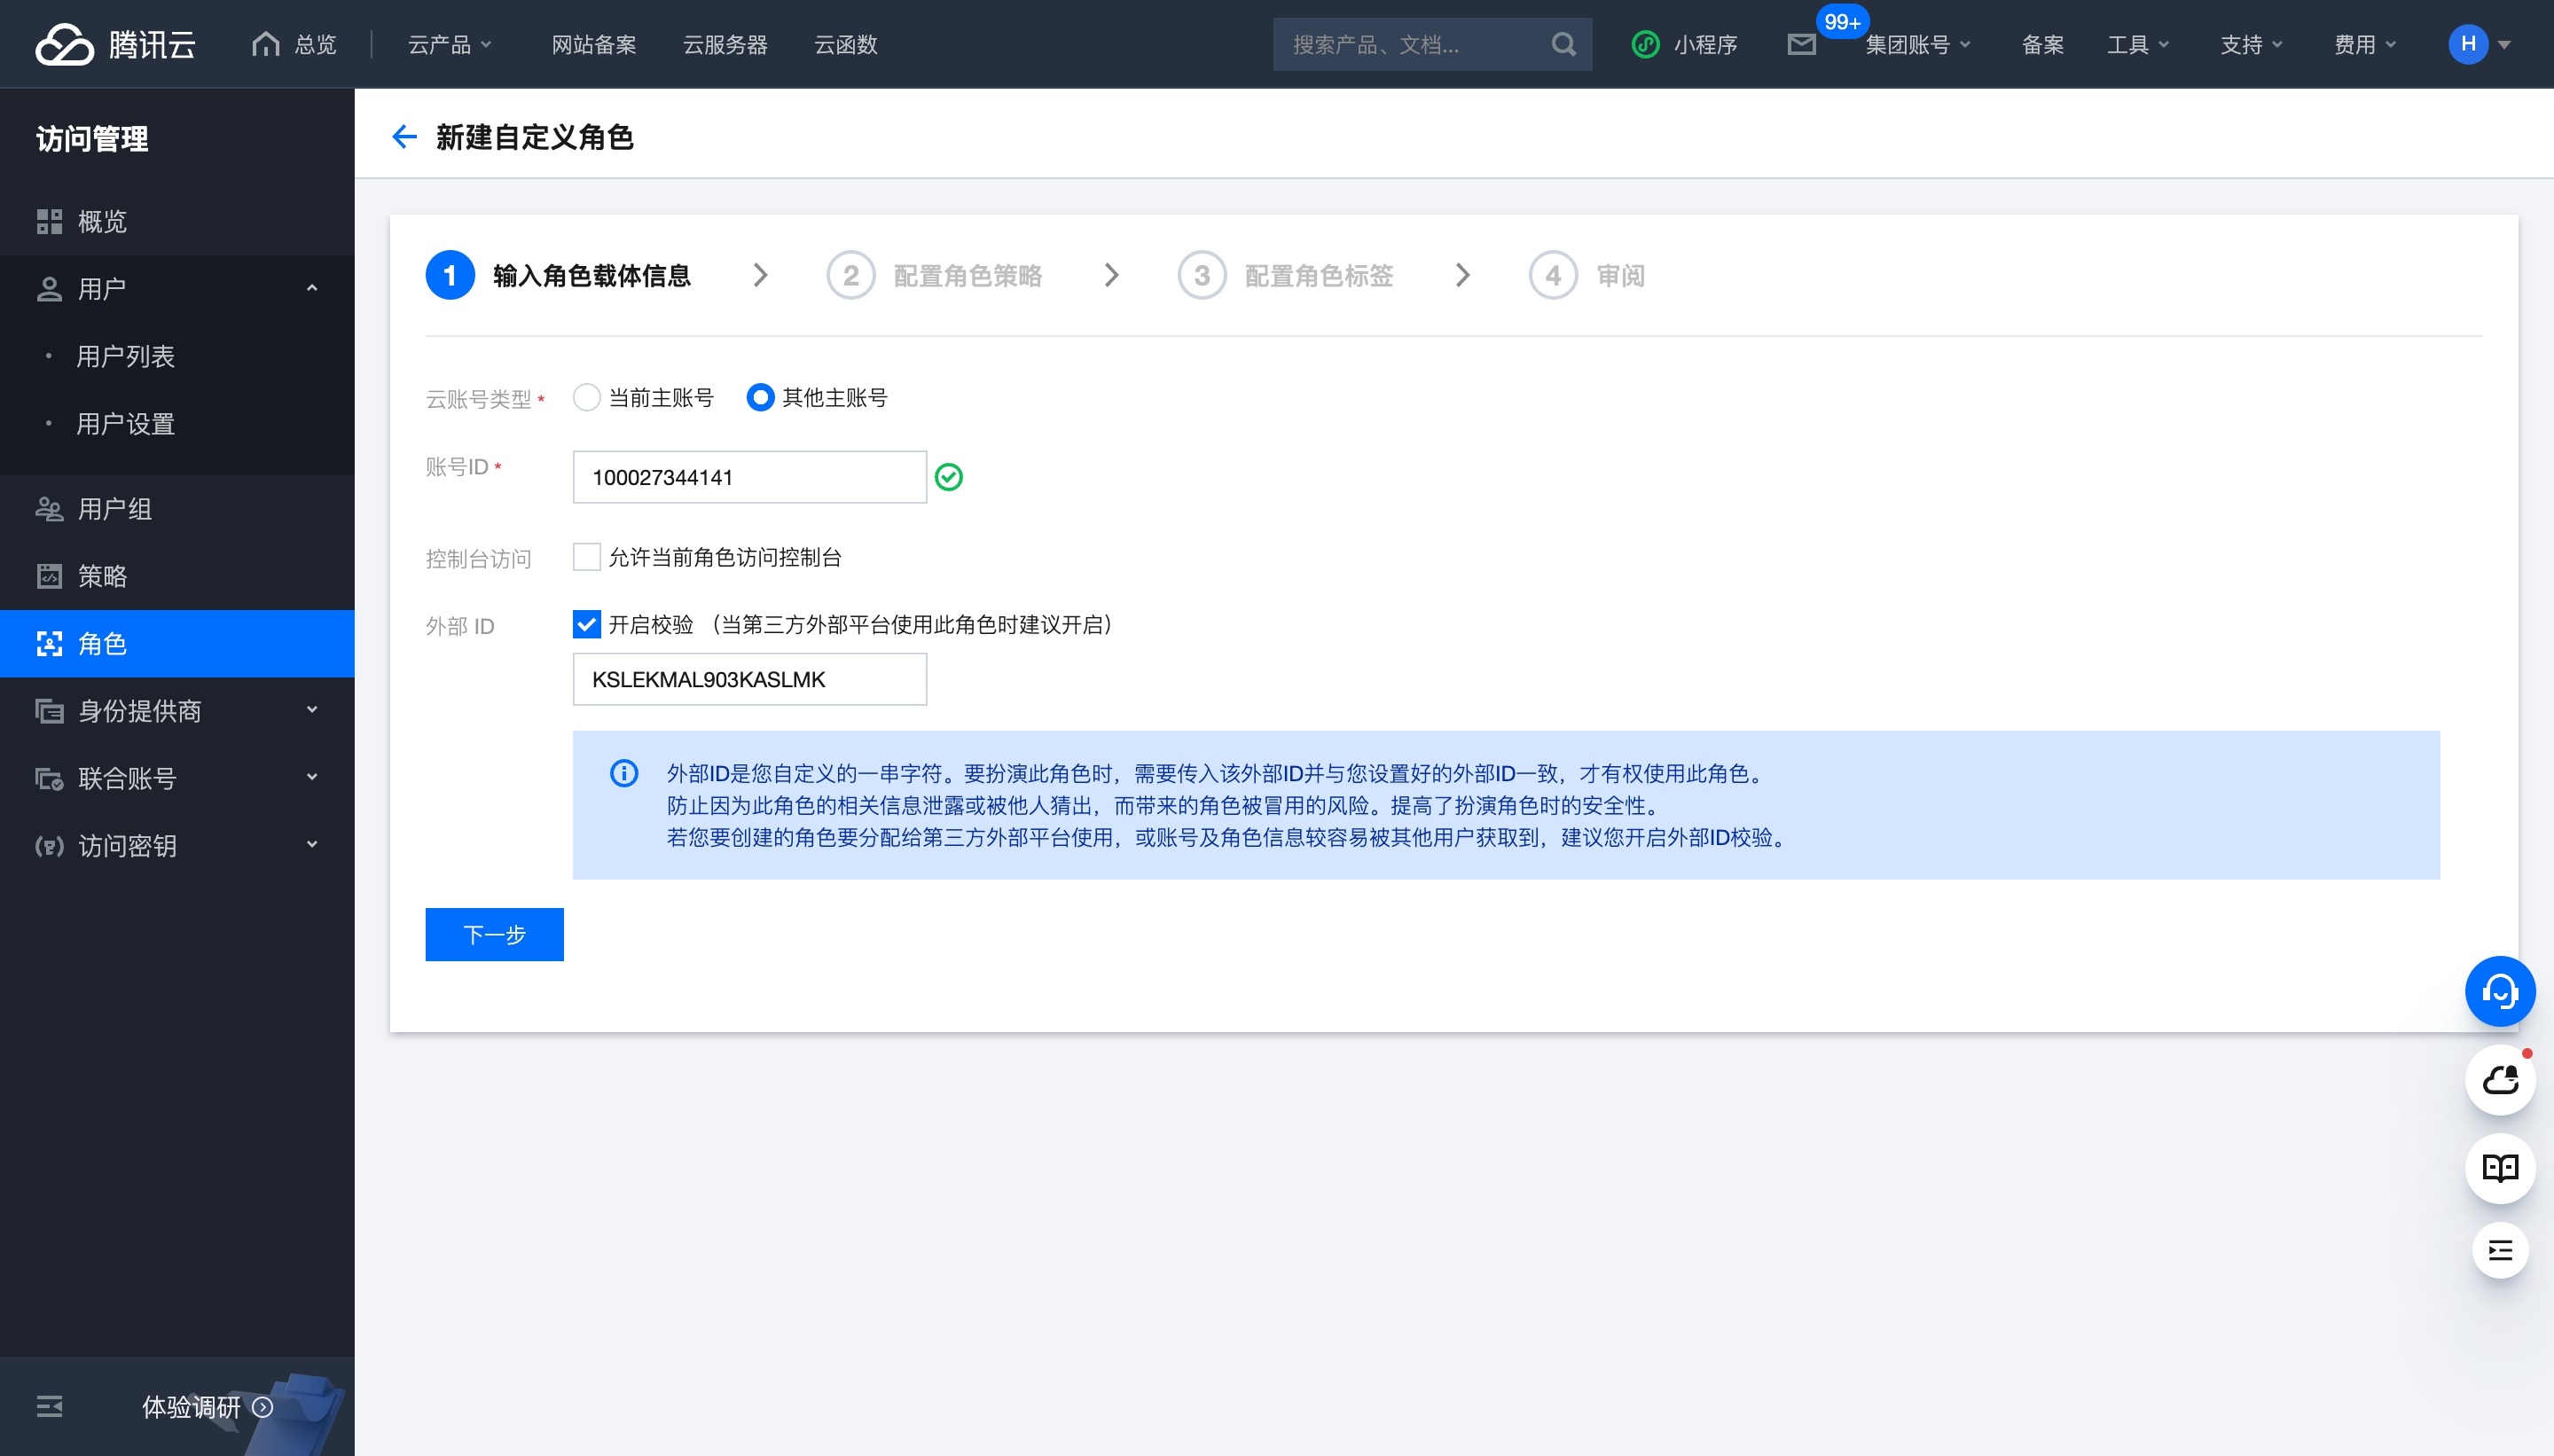 腾讯云
总览
云产品
网站备案
云服务器
云函数
搜索产品、文档...
小程序
99+
集团账号
备案
工具
支持
费用
H
访问管理
概览
用户
用户列表
用户设置
用户组
策略
角色
身份提供商
联合账号
访问密钥
体验调研
新建自定义角色
1 输入角色载体信息
2 配置角色策略
3 配置角色标签
4 审阅
云账号类型 * 当前主账号 其他主账号
账号ID * 100027344141
控制台访问 允许当前角色访问控制台
外部 ID 开启校验 （当第三方外部平台使用此角色时建议开启）
KSLEKMAL903KASLMK
外部ID是您自定义的一串字符。要扮演此角色时，需要传入该外部ID并与您设置好的外部ID一致，才有权使用此角色。
防止因为此角色的相关信息泄露或被他人猜出，而带来的角色被冒用的风险。提高了扮演角色时的安全性。
若您要创建的角色要分配给第三方外部平台使用，或账号及角色信息较容易被其他用户获取到，建议您开启外部ID校验。
下一步